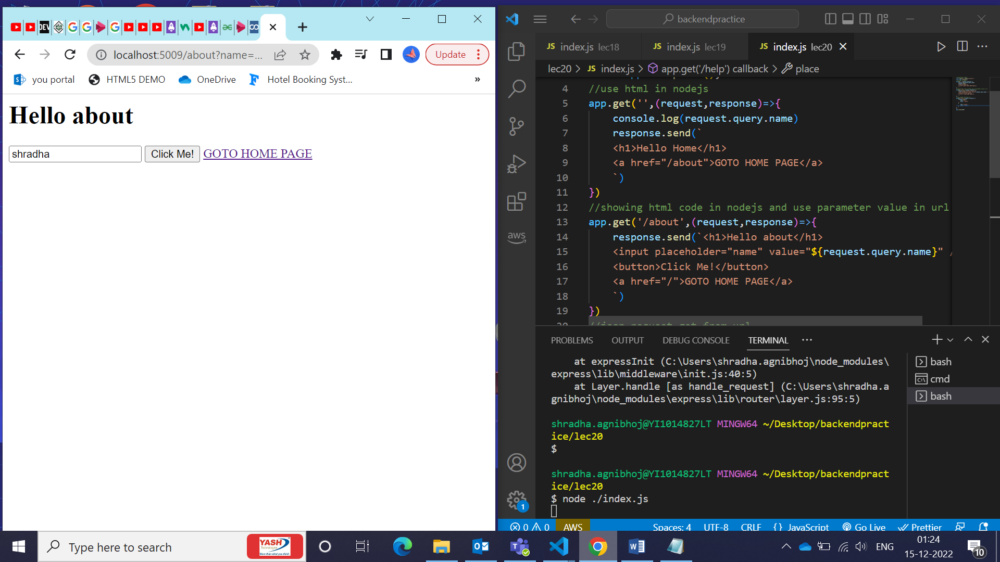 DEV
localhost:5009/about?name=...
Update
you portal
HTML5 DEMO
OneDrive
Hotel Booking Syst...
»
Hello about
shradha
Click Me!
GOTO HOME PAGE
backendpractice
JS index.js lec18
JS index.js lec19
JS index.js lec20
lec20 > JS index.js > app.get('/help') callback > place
4 //use html in nodejs
5 app.get('',(request,response)=>{
6 console.log(request.query.name)
7 response.send(`
8 <h1>Hello Home</h1>
9 <a href="/about">GOTO HOME PAGE</a>
10 `)
11 })
12 //showing html code in nodejs and use parameter value in url
13 app.get('/about',(request,response)=>{
14 response.send(`<h1>Hello about</h1>
15 <input placeholder="name" value="${request.query.name}" /
16 <button>Click Me!</button>
17 <a href="/">GOTO HOME PAGE</a>
18 `)
19 })
aws
PROBLEMS
OUTPUT
DEBUG CONSOLE
TERMINAL
at expressInit (C:\Users\shradha.agnibhoj\node_modules\
express\lib\middleware\init.js:40:5)
at Layer.handle [as handle_request] (C:\Users\shradha.a
gnibhoj\node_modules\express\lib\router\layer.js:95:5)
shradha.agnibhoj@YI1014827LT MINGW64 ~/Desktop/backendpract
ice/lec20
$
shradha.agnibhoj@YI1014827LT MINGW64 ~/Desktop/backendpract
ice/lec20
$ node ./index.js
bash
cmd
bash
1
0 0
AWS
Spaces: 4
UTF-8
CRLF
{} JavaScript
Go Live
Prettier
Type here to search
YASH
Technologies
More than what you think.
ENG
01:24
15-12-2022
10